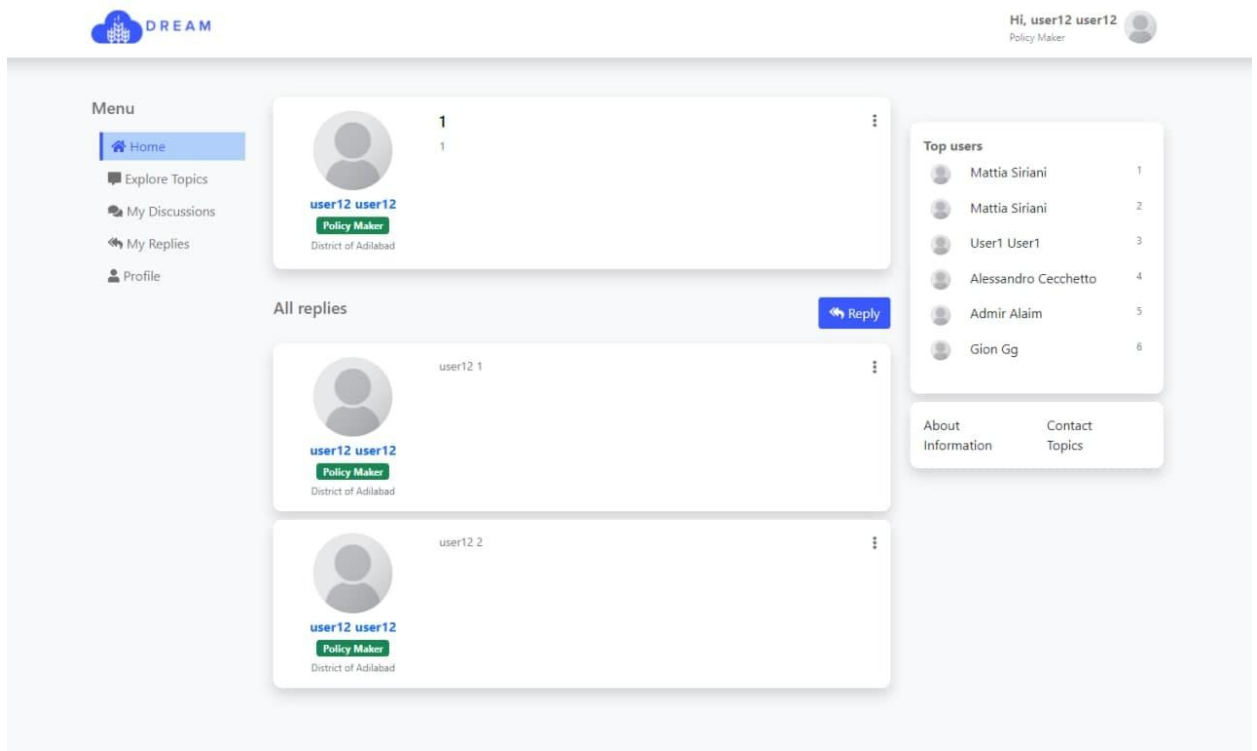 DREAM
Hi, user12 user12
Policy Maker
Menu
Home
Explore Topics
My Discussions
My Replies
Profile
1
1
user12 user12
Policy Maker
District of Adilabad
All replies
Reply
user12 1
user12 user12
Policy Maker
District of Adilabad
user12 2
user12 user12
Policy Maker
District of Adilabad
Top users
Mattia Siriani 1
Mattia Siriani 2
User1 User1 3
Alessandro Cecchetto 4
Admir Alaim 5
Gion Gg 6
About Contact
Information Topics